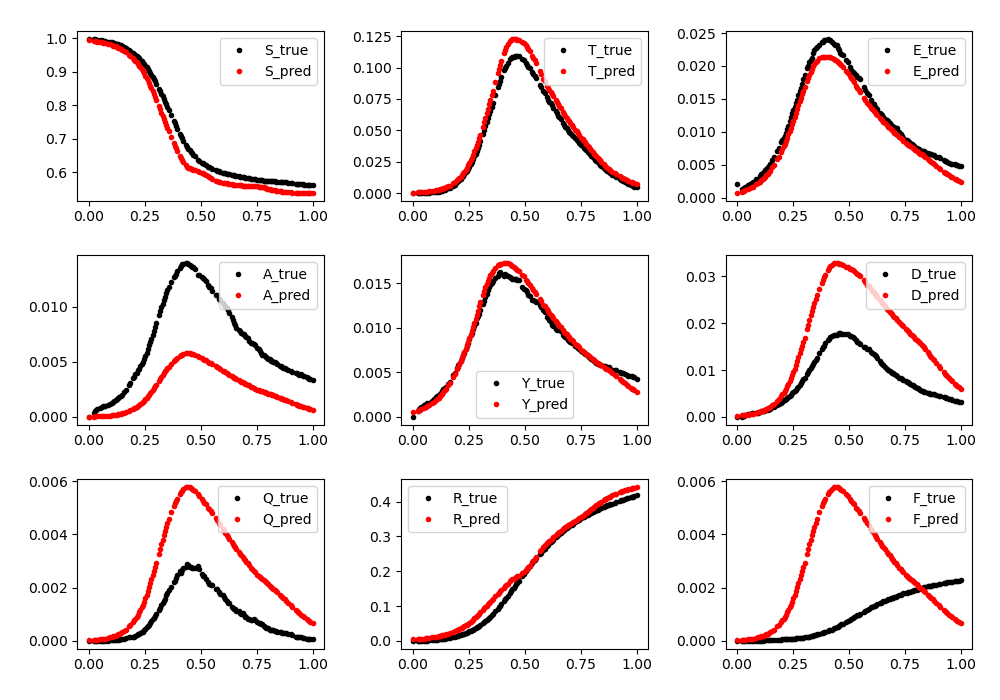 S_true
S_pred
1.0
0.9
0.8
0.7
0.6
0.00 0.25 0.50 0.75 1.00
T_true
T_pred
0.125
0.100
0.075
0.050
0.025
0.000
0.00 0.25 0.50 0.75 1.00
E_true
E_pred
0.025
0.020
0.015
0.010
0.005
0.000
0.00 0.25 0.50 0.75 1.00
A_true
A_pred
0.010
0.005
0.000
0.00 0.25 0.50 0.75 1.00
0.015
0.010
0.005
0.000
Y_true
Y_pred
0.00 0.25 0.50 0.75 1.00
D_true
D_pred
0.03
0.02
0.01
0.00
0.00 0.25 0.50 0.75 1.00
Q_true
Q_pred
0.006
0.004
0.002
0.000
0.00 0.25 0.50 0.75 1.00
R_true
R_pred
0.4
0.3
0.2
0.1
0.0
0.00 0.25 0.50 0.75 1.00
F_true
F_pred
0.006
0.004
0.002
0.000
0.00 0.25 0.50 0.75 1.00